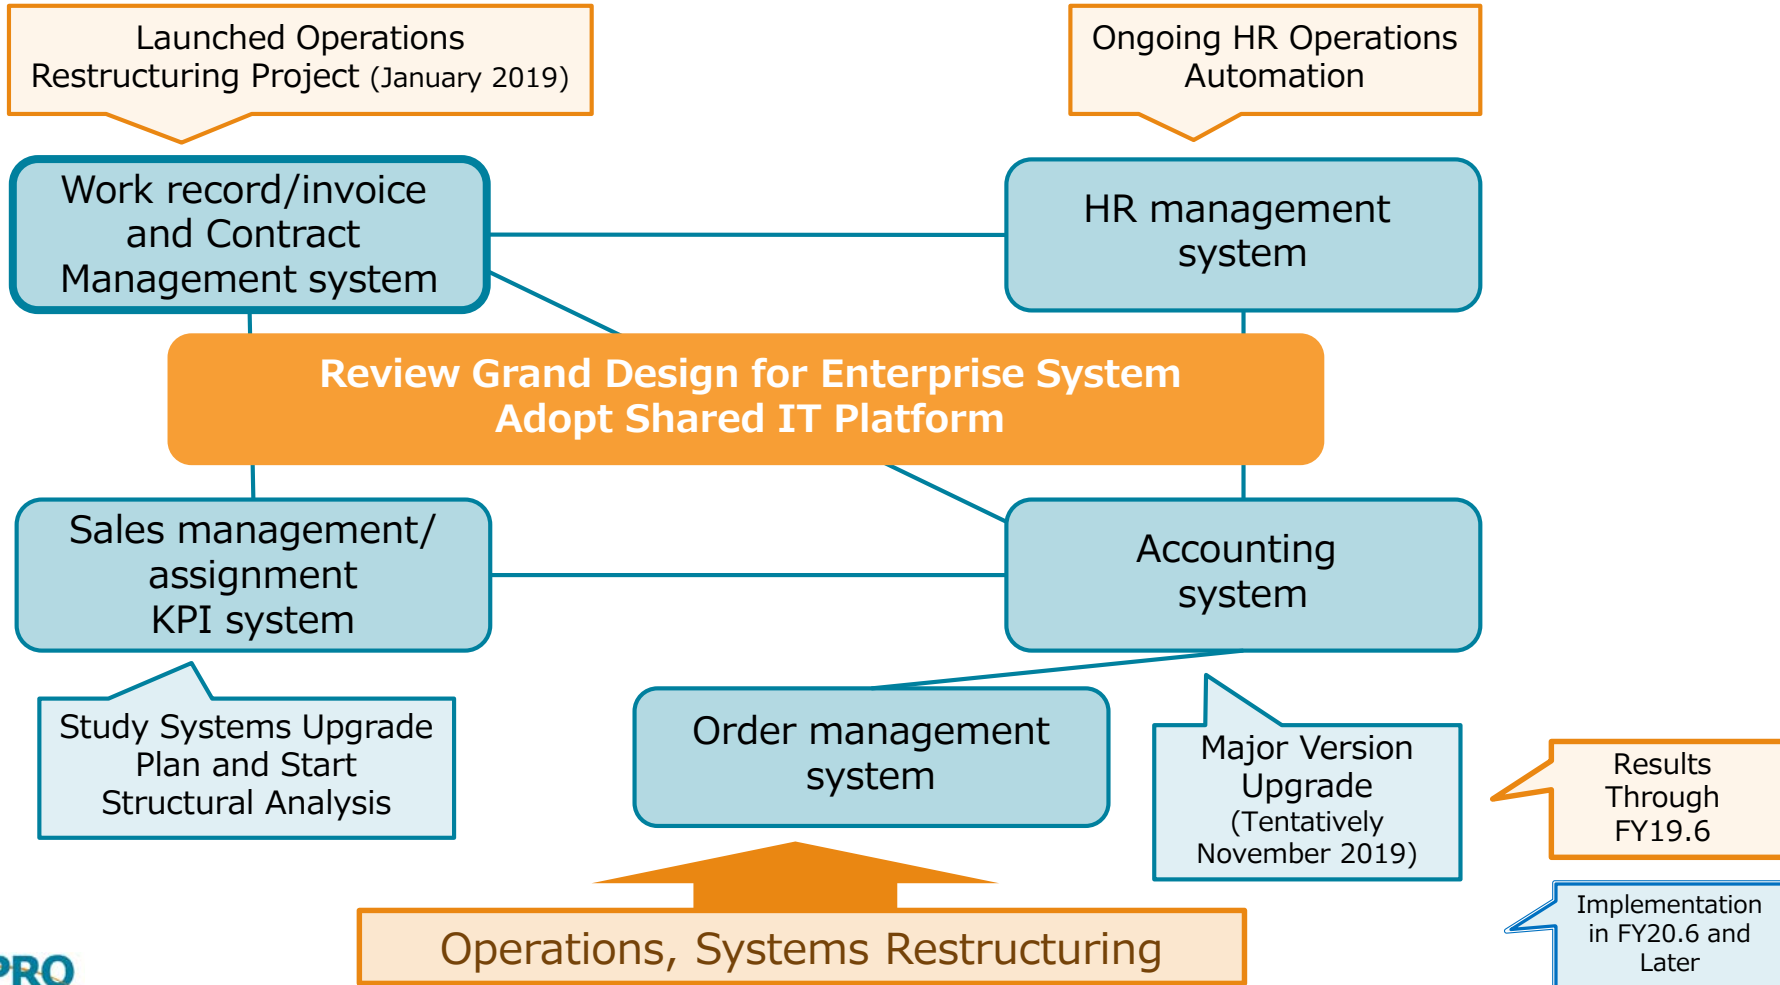 Launched Operations
Restructuring Project (January 2019)
Ongoing HR Operations
Automation
Work record/invoice
and Contract
Management system
HR management
system
Review Grand Design for Enterprise System
Adopt Shared IT Platform
Sales management/
assignment
KPI system
Accounting
system
Study Systems Upgrade
Plan and Start
Structural Analysis
Order management
system
Major Version
Upgrade
(Tentatively
November 2019)
Results
Through
FY19.6
Implementation
in FY20.6 and
Later
Operations, Systems Restructuring
PRO